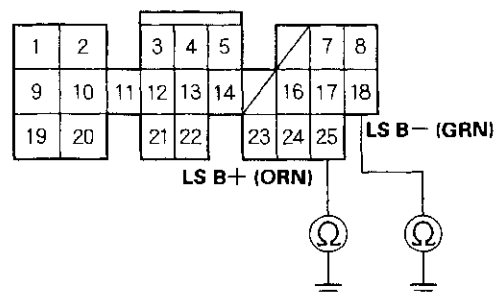 1 2 3 4 5 7 8
9 10 11 12 13 14 16 17 18
19 20 21 22 23 24 25
LS B− (GRN)
LS B+ (ORN)
Ω Ω